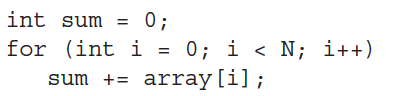 int sum = 0;
for (int i = 0; i < N; i++)
   sum += array[i];